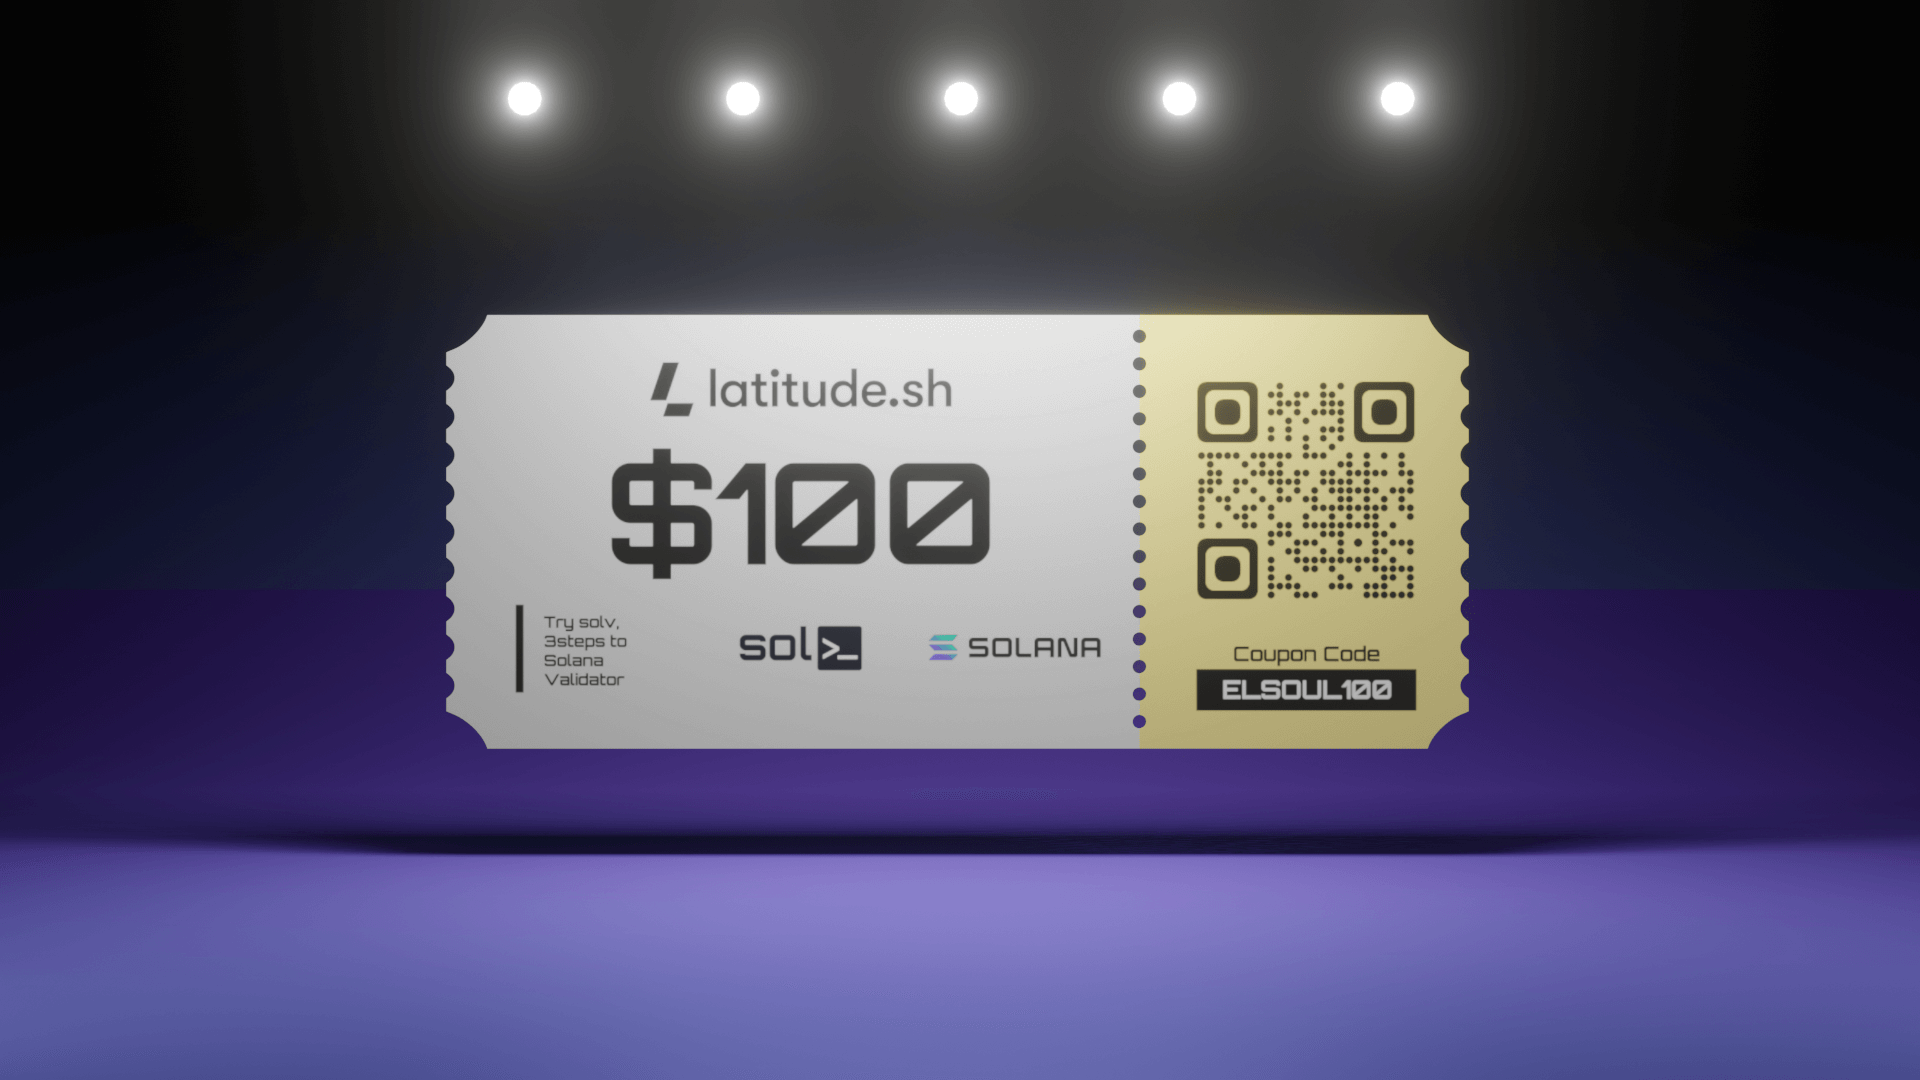 latitude.sh
$100
Try solv,
3steps to
Solana
Validator
sol>_
SOLANA
Coupon Code
ELSOUL100